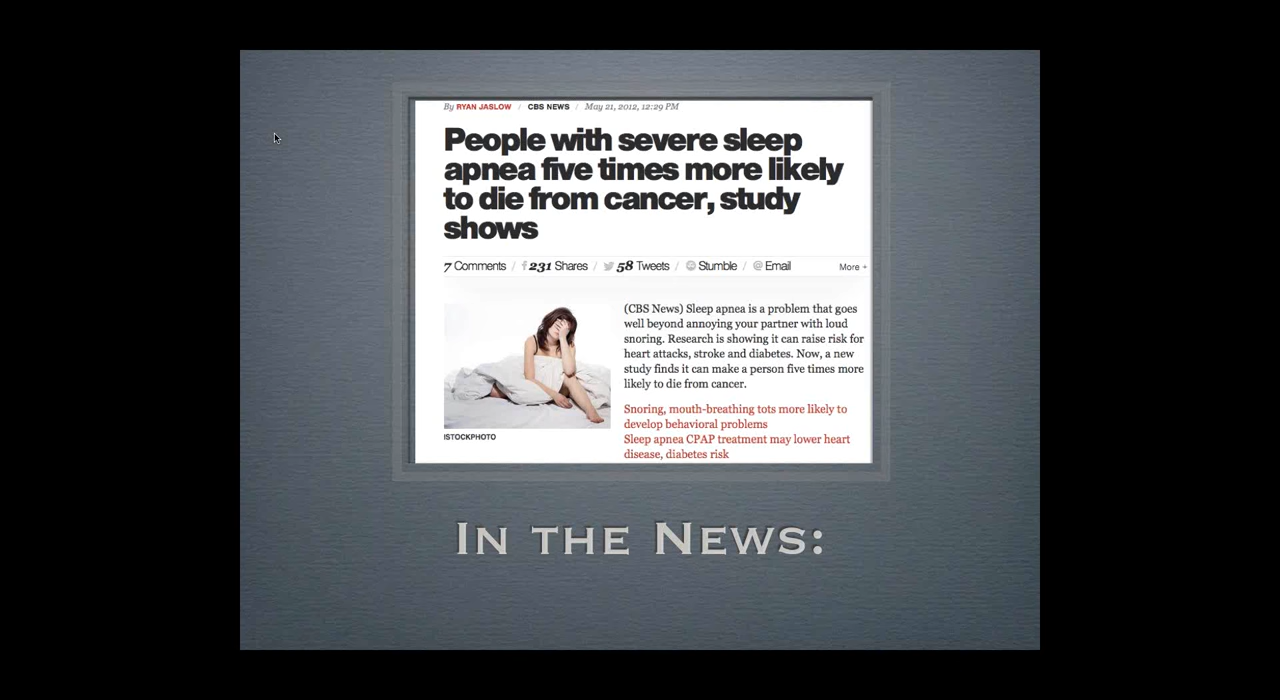 By RYAN JASLOW / CBS NEWS / May 21, 2012, 12:29 PM
People with severe sleep
apnea five times more likely
to die from cancer, study
shows
7 Comments / 231 Shares / 58 Tweets / Stumble / @ Email More +
(CBS News) Sleep apnea is a problem that goes
well beyond annoying your partner with loud
snoring. Research is showing it can raise risk for
heart attacks, stroke and diabetes. Now, a new
study finds it can make a person five times more
likely to die from cancer.
Snoring, mouth-breathing tots more likely to
develop behavioral problems
Sleep apnea CPAP treatment may lower heart
disease, diabetes risk
ISTOCKPHOTO
In the News: